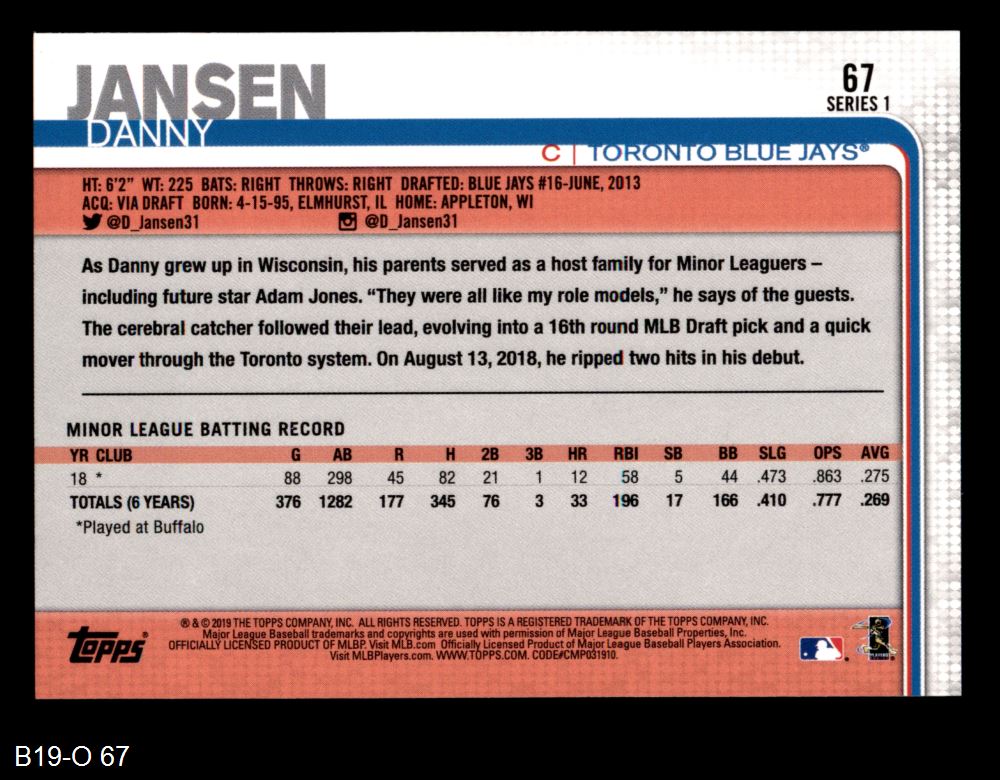 JANSEN
DANNY
67
SERIES 1
C | TORONTO BLUE JAYS®
HT: 6'2" WT: 225 BATS: RIGHT THROWS: RIGHT DRAFTED: BLUE JAYS #16-JUNE, 2013
ACQ: VIA DRAFT BORN: 4-15-95, ELMHURST, IL HOME: APPLETON, WI
@D_Jansen31 @D_Jansen31
As Danny grew up in Wisconsin, his parents served as a host family for Minor Leaguers –
including future star Adam Jones. “They were all like my role models,” he says of the guests.
The cerebral catcher followed their lead, evolving into a 16th round MLB Draft pick and a quick
mover through the Toronto system. On August 13, 2018, he ripped two hits in his debut.
MINOR LEAGUE BATTING RECORD
YR CLUB G AB R H 2B 3B HR RBI SB BB SLG OPS AVG
18 * 88 298 45 82 21 1 12 58 5 44 .473 .863 .275
TOTALS (6 YEARS) 376 1282 177 345 76 3 33 196 17 166 .410 .777 .269
*Played at Buffalo
Topps®
® & © 2019 THE TOPPS COMPANY, INC. ALL RIGHTS RESERVED. TOPPS IS A REGISTERED TRADEMARK OF THE TOPPS COMPANY, INC.
Major League Baseball trademarks and copyrights are used with permission of Major League Baseball Properties, Inc.
OFFICIALLY LICENSED PRODUCT OF MLBP. Visit MLB.com Officially Licensed Product of Major League Baseball Players Association.
Visit MLBPlayers.com. WWW.TOPPS.COM. CODE#CMP031910.
B19-O 67